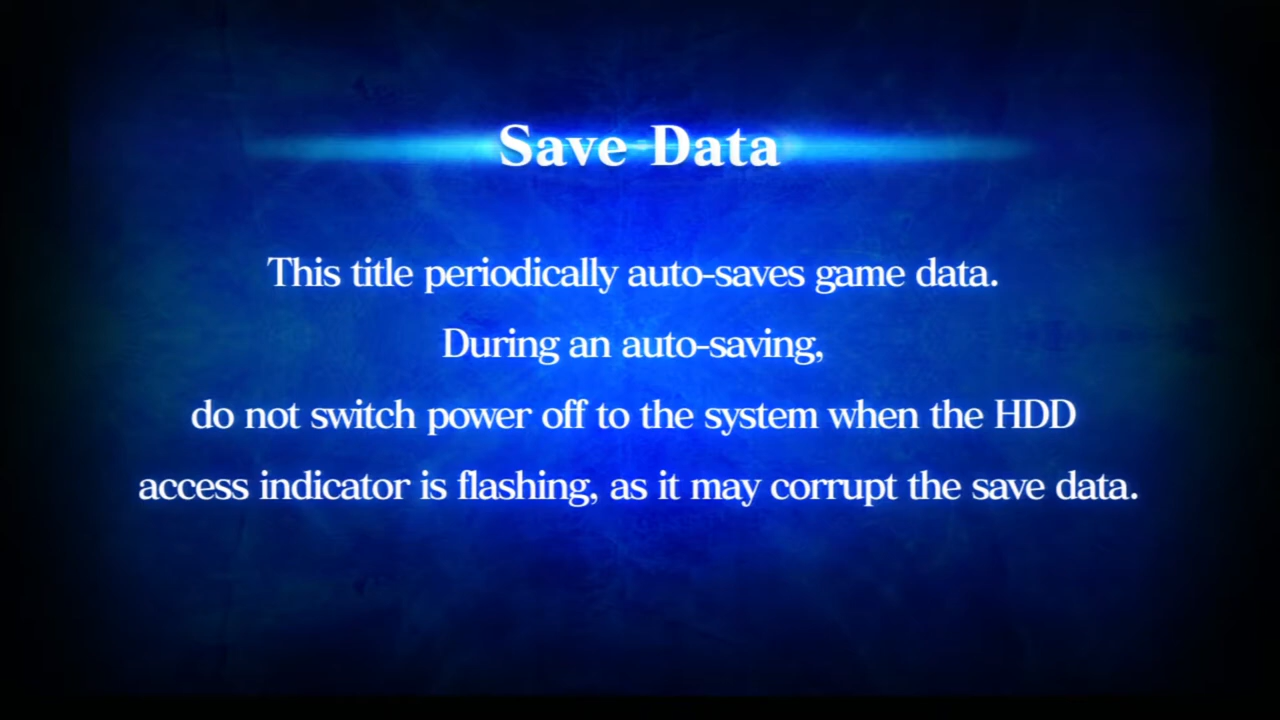 Save Data
This title periodically auto-saves game data.
During an auto-saving,
do not switch power off to the system when the HDD
access indicator is flashing, as it may corrupt the save data.